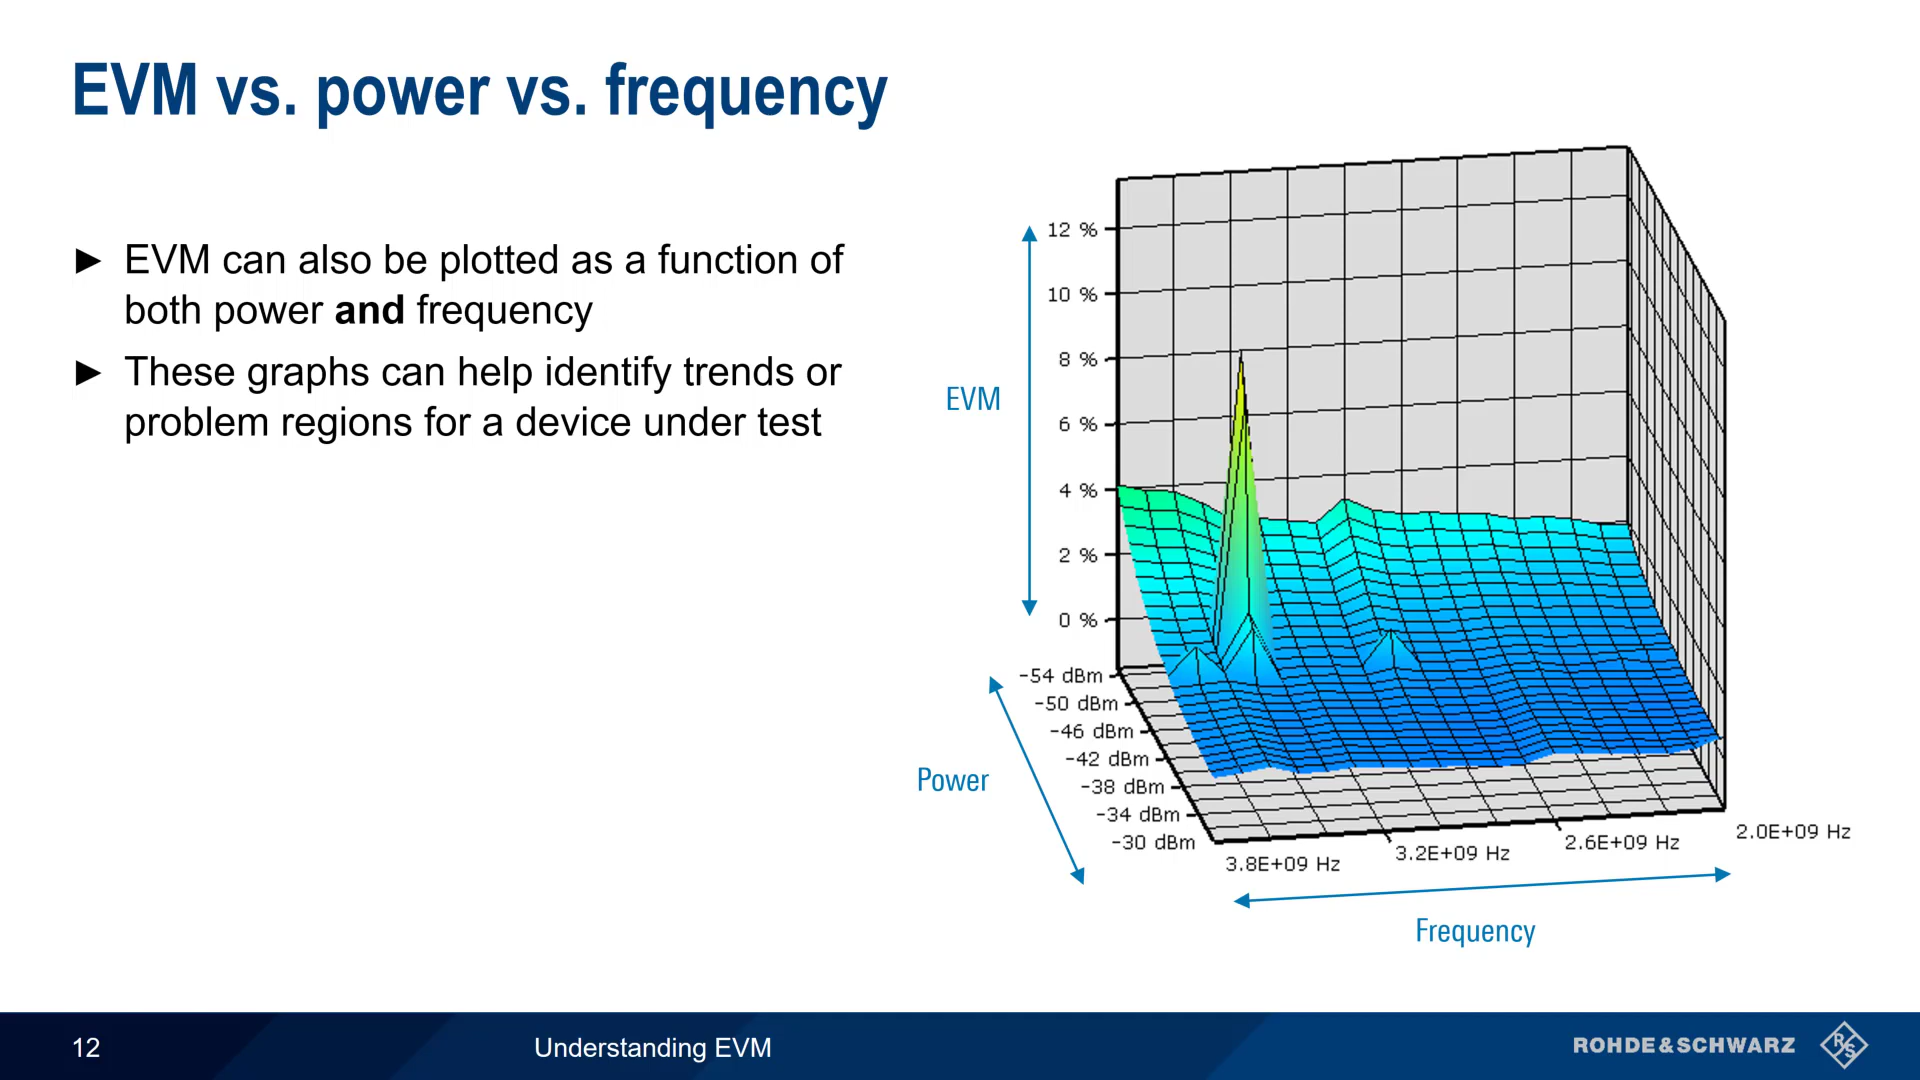 EVM vs. power vs. frequency
► EVM can also be plotted as a function of
both power and frequency
► These graphs can help identify trends or
problem regions for a device under test
12 %
10 %
8 %
6 %
4 %
2 %
0 %
EVM
-54 dBm
-50 dBm
-46 dBm
-42 dBm
-38 dBm
-34 dBm
-30 dBm
Power
3.8E+09 Hz
3.2E+09 Hz
2.6E+09 Hz
2.0E+09 Hz
Frequency
12
Understanding EVM
ROHDE&SCHWARZ
R
S